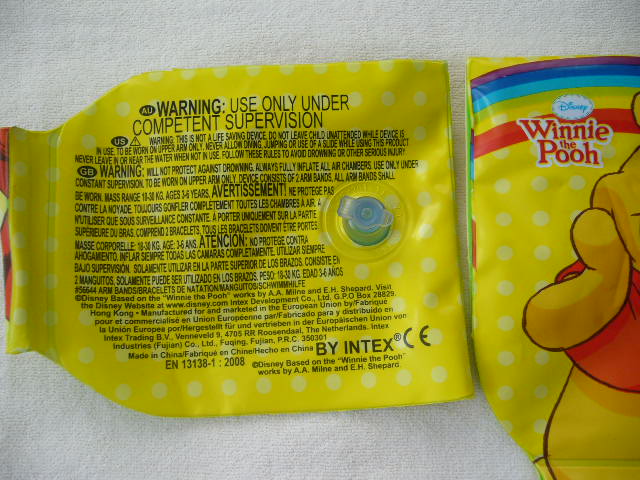 AU WARNING: USE ONLY UNDER
COMPETENT SUPERVISION
US WARNING: THIS IS NOT A LIFE SAVING DEVICE. DO NOT LEAVE CHILD UNATTENDED WHILE DEVICE IS
IN USE. TO BE WORN ON UPPER ARM ONLY. NEVER ALLOW DIVING, JUMPING OR USE OF A SLIDE WHILE USING THIS PRODUCT
NEVER LEAVE IN OR NEAR THE WATER WHEN NOT IN USE. FOLLOW THESE RULES TO AVOID DROWNING OR OTHER SERIOUS INJURY
GB WARNING: WILL NOT PROTECT AGAINST DROWNING. ALWAYS FULLY INFLATE ALL AIR CHAMBERS. USE ONLY UNDER
CONSTANT SUPERVISION. TO BE WORN ON UPPER ARM ONLY. DEVICE CONSISTS OF 2 ARM BANDS, ALL ARM BANDS SHALL
BE WORN. MASS RANGE 18-30 KG. AGES 3-6 YEARS. AVERTISSEMENT! NE PROTEGE PAS
CONTRE LA NOYADE. TOUJOURS GONFLER COMPLETEMENT TOUTES LES CHAMBRES A AIR.
N'UTILISER QUE SOUS SURVEILLANCE CONSTANTE. A PORTER UNIQUEMENT SUR LA PARTIE
SUPERIEURE DU BRAS. COMPREND 2 BRACELETS, TOUS LES BRACELETS DOIVENT ÊTRE PORTES.
MASSE CORPORELLE: 18-30 KG. AGE: 3-6 ANS. ATENCIÓN: NO PROTEGE CONTRA
AHOGAMIENTO. INFLAR SIEMPRE TODAS LAS CAMARAS COMPLETAMENTE. UTILIZAR SIEMPRE
BAJO SUPERVISION. SOLAMENTE UTILIZAR EN LA PARTE SUPERIOR DE LOS BRAZOS. CONSISTE EN
2 MANGUITOS. SOLAMENTE PUEDE SER UTILIZADO EN LOS BRAZOS. PESO: 18-30 KG. EDAD 3-6 AÑOS
#56644 ARM BANDS/BRACELETS DE NATATION/MANGUITOS/SCHWIMMHILFE
©Disney Based on the "Winnie the Pooh" works by A.A. Milne and E.H. Shepard. Visit
the Disney Website at www.disney.com Intex Development Co., Ltd. G.P.O Box 28829.
Hong Kong • Manufactured for and marketed in the European Union by/Fabriqué
pour et commercialisé en Union Européenne par/Fabricado para y distribuido en
la Unión Europea por/Hergestellt für und vertrieben in der Europäischen Union von
Intex Trading B.V., Venneveld 9, 4705 RR Roosendaal, The Netherlands. Intex
Industries (Fujian) Co., Ltd., Fuqing, Fujian, P.R.C. 350301
Made in China/Fabriqué en Chine/Hecho en China BY INTEX® CE
EN 13138-1 : 2008 ©Disney Based on the "Winnie the Pooh"
works by A.A. Milne and E.H. Shepard.
Disney
Winnie
the
Pooh